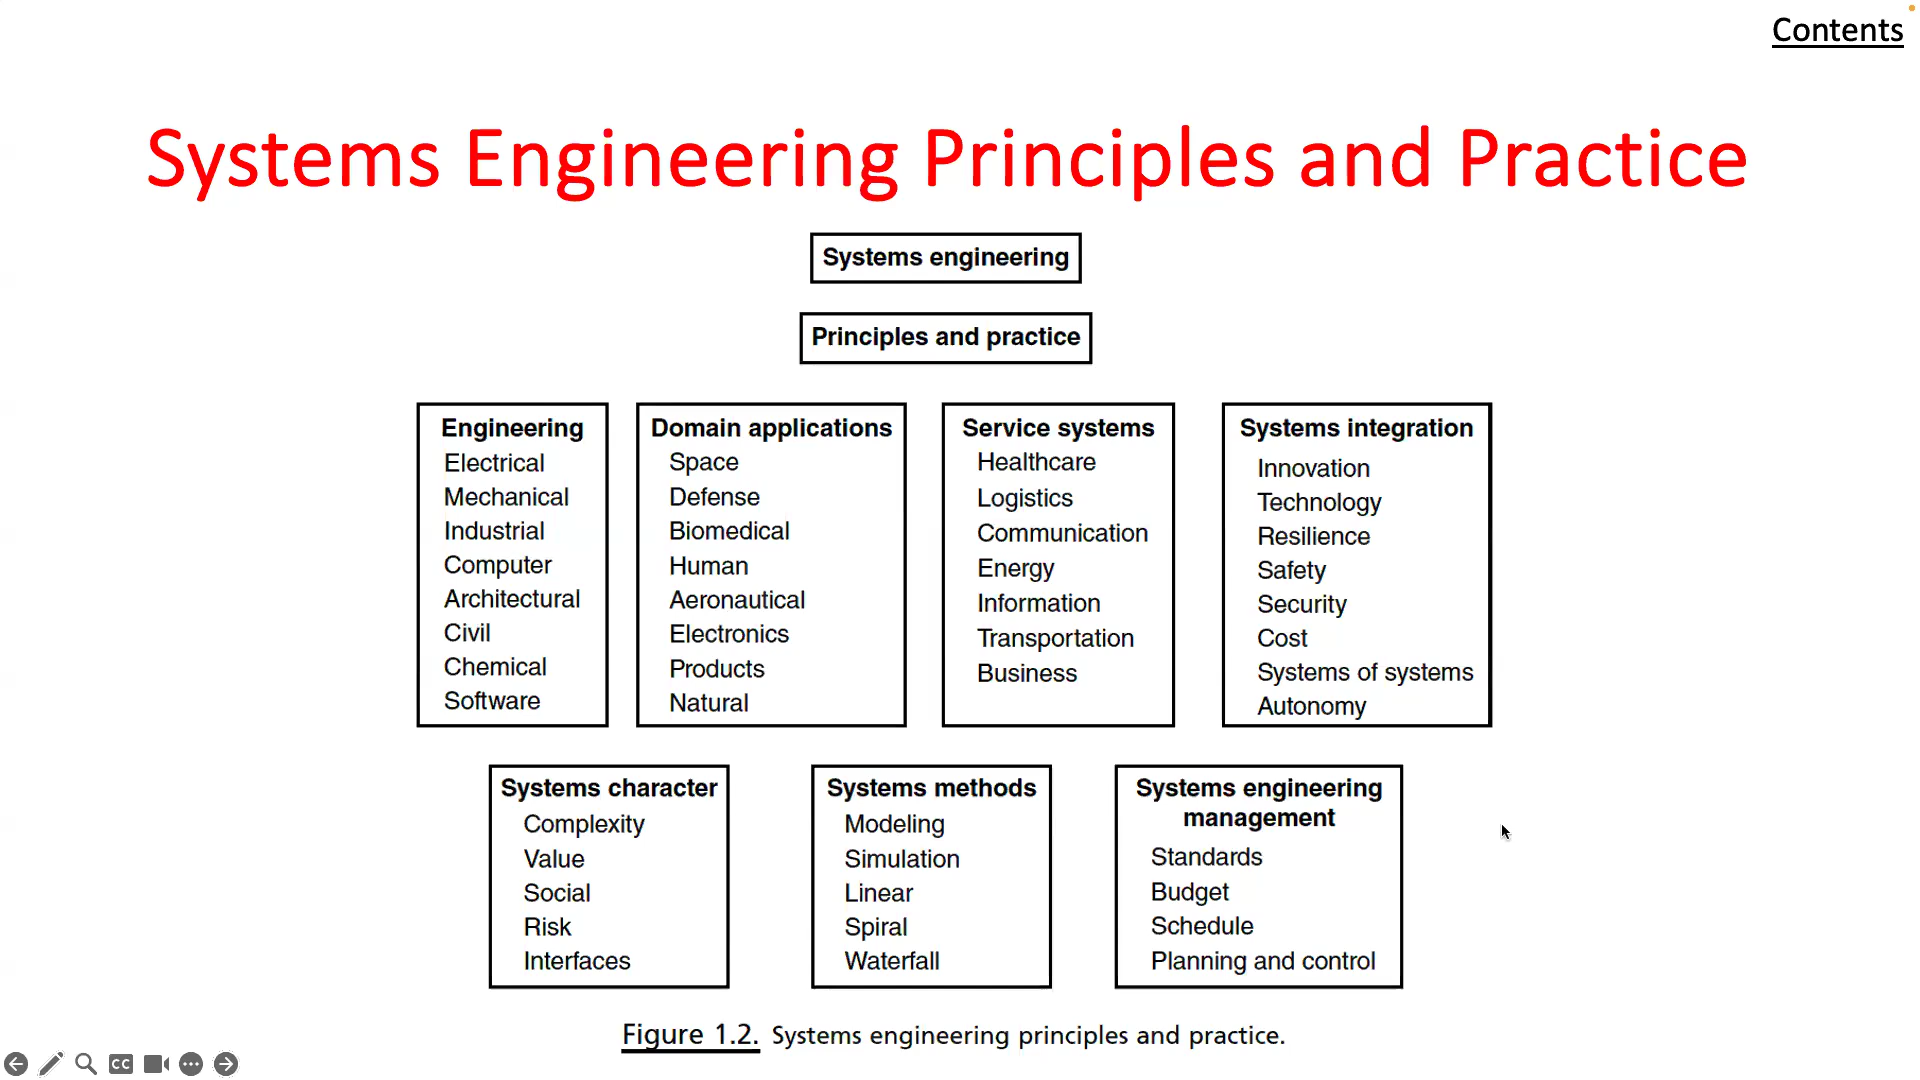 Contents
Systems Engineering Principles and Practice
Systems engineering
Principles and practice
Engineering
Electrical
Mechanical
Industrial
Computer
Architectural
Civil
Chemical
Software
Domain applications
Space
Defense
Biomedical
Human
Aeronautical
Electronics
Products
Natural
Service systems
Healthcare
Logistics
Communication
Energy
Information
Transportation
Business
Systems integration
Innovation
Technology
Resilience
Safety
Security
Cost
Systems of systems
Autonomy
Systems character
Complexity
Value
Social
Risk
Interfaces
Systems methods
Modeling
Simulation
Linear
Spiral
Waterfall
Systems engineering
management
Standards
Budget
Schedule
Planning and control
Figure 1.2. Systems engineering principles and practice.
CC